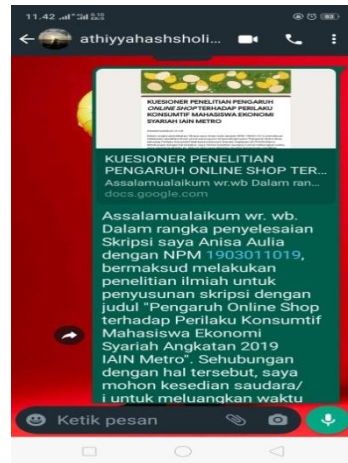 11.42
83
athiyyahashsholi...
KUESIONER PENELITIAN PENGARUH
ONLINE SHOP TERHADAP PERILAKU
KONSUMTIF MAHASISWA EKONOMI
SYARIAH IAIN METRO
KUESIONER PENELITIAN
PENGARUH ONLINE SHOP TER...
Assalamualaikum wr.wb Dalam ran...
docs.google.com
Assalamualaikum wr. wb.
Dalam rangka penyelesaian
Skripsi saya Anisa Aulia
dengan NPM 1903011019,
bermaksud melakukan
penelitian ilmiah untuk
penyusunan skripsi dengan
judul "Pengaruh Online Shop
terhadap Perilaku Konsumtif
Mahasiswa Ekonomi
Syariah Angkatan 2019
IAIN Metro". Sehubungan
dengan hal tersebut, saya
mohon kesedian saudara/
i untuk meluangkan waktu
Ketik pesan